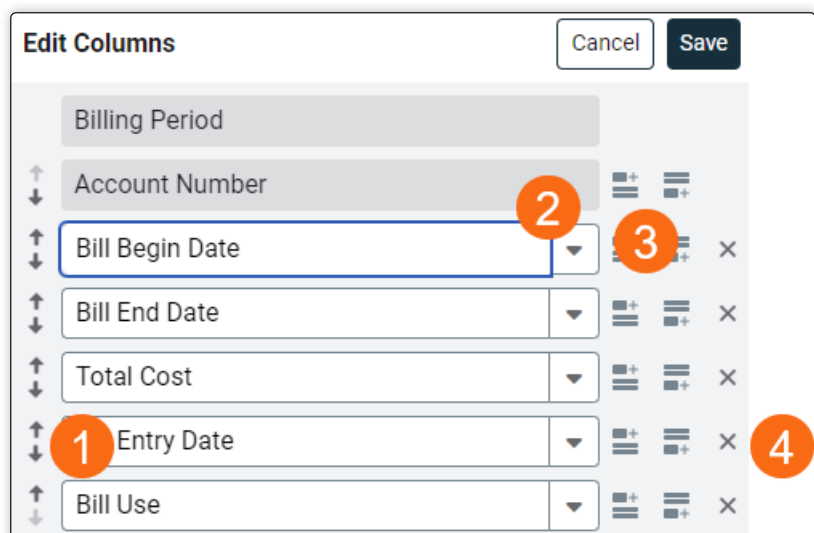 Edit Columns Cancel Save
Billing Period
Account Number
2
Bill Begin Date
3
Bill End Date
Total Cost
1 Entry Date 4
Bill Use